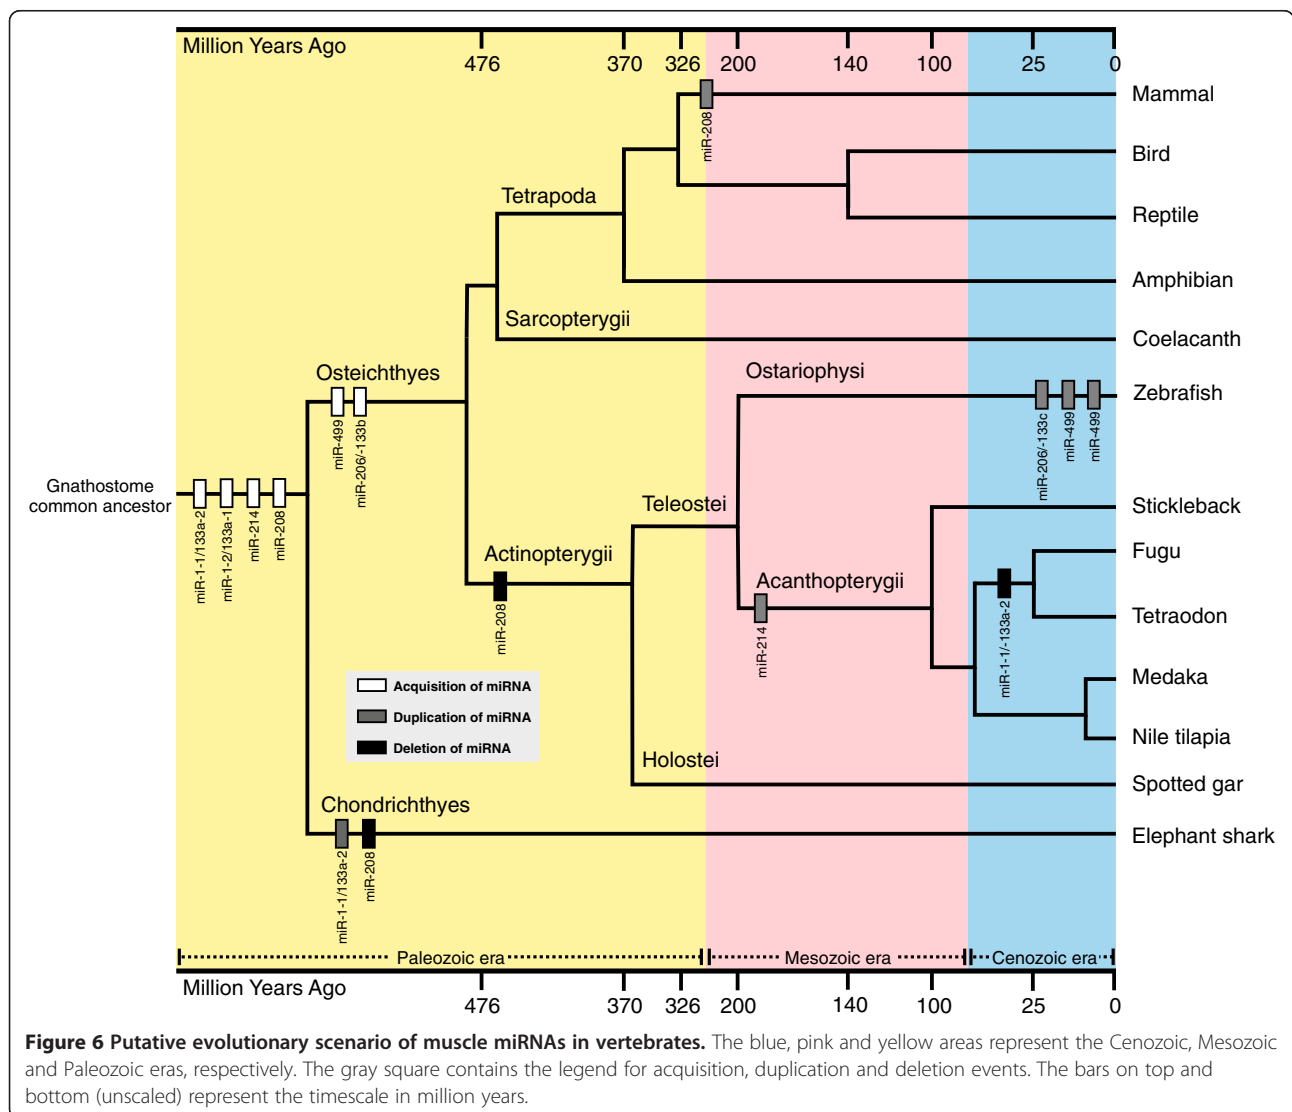 Million Years Ago
476 370 326 200 140 100 25 0
Mammal
miR-208
Bird
Tetrapoda
Reptile
Amphibian
Sarcopterygii
Coelacanth
Osteichthyes
Ostariophysi
Zebrafish
miR-499
miR-206/-133b
miR-206/-133c
miR-499
miR-499
Gnathostome
common ancestor
miR-1-1/133a-2
miR-1-2/133a-1
miR-214
miR-208
Teleostei
Stickleback
Actinopterygii
miR-208
Fugu
Acanthopterygii
miR-214
miR-1-1/-133a-2
Tetraodon
Medaka
Acquisition of miRNA
Duplication of miRNA
Deletion of miRNA
Nile tilapia
Holostei
Spotted gar
Chondrichthyes
miR-1-1/133a-2
miR-208
Elephant shark
Paleozoic era Mesozoic era Cenozoic era
Million Years Ago
476 370 326 200 140 100 25 0
Figure 6 Putative evolutionary scenario of muscle miRNAs in vertebrates. The blue, pink and yellow areas represent the Cenozoic, Mesozoic
and Paleozoic eras, respectively. The gray square contains the legend for acquisition, duplication and deletion events. The bars on top and
bottom (unscaled) represent the timescale in million years.